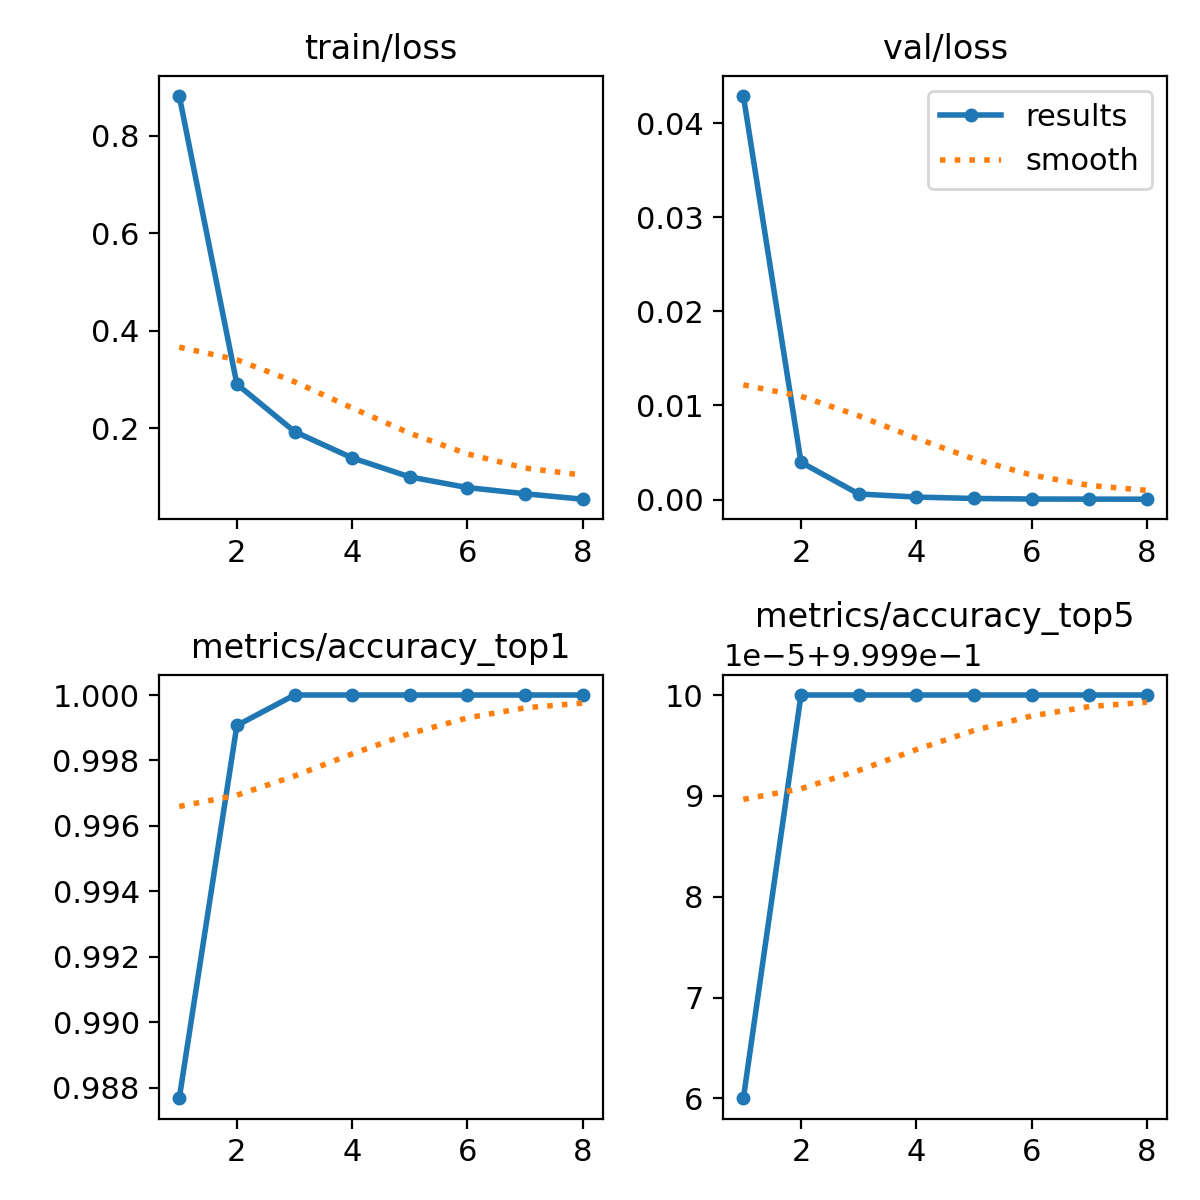 train/loss
0.8
0.6
0.4
0.2
2 4 6 8
val/loss
results
smooth
0.04
0.03
0.02
0.01
0.00
2 4 6 8
metrics/accuracy_top1
1.000
0.998
0.996
0.994
0.992
0.990
0.988
2 4 6 8
metrics/accuracy_top5
1e−5+9.999e−1
10
9
8
7
6
2 4 6 8